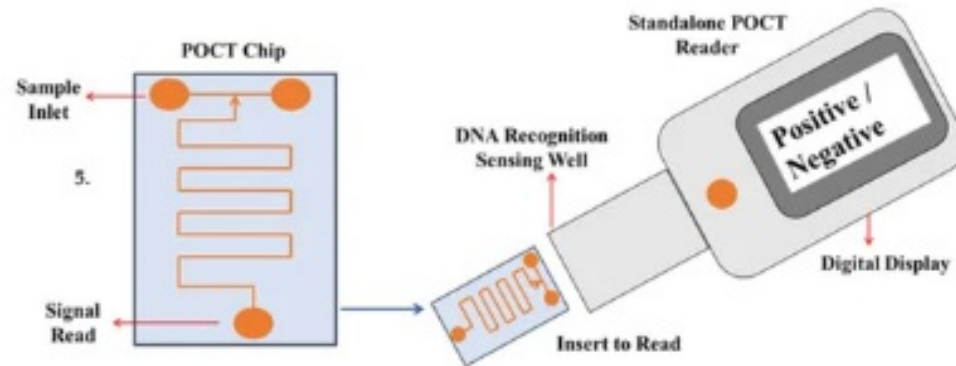 POCT Chip
Sample
Inlet
5.
Signal
Read
Standalone POCT
Reader
DNA Recognition
Sensing Well
Positive /
Negative
Digital Display
Insert to Read